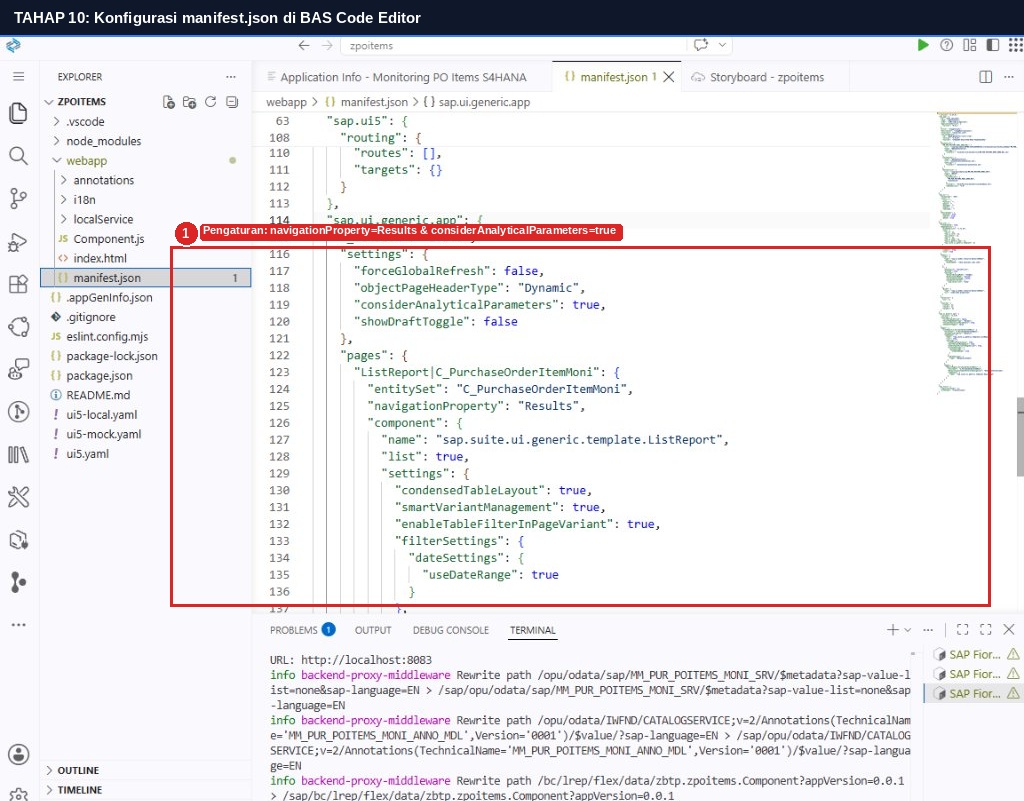 TAHAP 10: Konfigurasi manifest.json di BAS Code Editor
zpoitems
EXPLORER
Application Info - Monitoring PO Items S4HANA
manifest.json 1
Storyboard - zpoitems
ZPOITEMS
webapp > {} manifest.json > {} sap.ui.generic.app
.vscode
node_modules
webapp
annotations
i18n
localService
JS Component.js
<> index.html
{} manifest.json 1
{} .appGenInfo.json
.gitignore
JS eslint.config.mjs
{} package-lock.json
{} package.json
README.md
! ui5-local.yaml
! ui5-mock.yaml
! ui5.yaml
63 "sap.ui5": {
108 "routing": {
110 "routes": [],
111 "targets": {}
112 }
113 },
114 "sap.ui.generic.app": {
1 Pengaturan: navigationProperty=Results & considerAnalyticalParameters=true
116 "settings": {
117 "forceGlobalRefresh": false,
118 "objectPageHeaderType": "Dynamic",
119 "considerAnalyticalParameters": true,
120 "showDraftToggle": false
121 },
122 "pages": {
123 "ListReport|C_PurchaseOrderItemMoni": {
124 "entitySet": "C_PurchaseOrderItemMoni",
125 "navigationProperty": "Results",
126 "component": {
127 "name": "sap.suite.ui.generic.template.ListReport",
128 "list": true,
129 "settings": {
130 "condensedTableLayout": true,
131 "smartVariantManagement": true,
132 "enableTableFilterInPageVariant": true,
133 "filterSettings": {
134 "dateSettings": {
135 "useDateRange": true
136 }
137 },
PROBLEMS 1 OUTPUT DEBUG CONSOLE TERMINAL
URL: http://localhost:8083
info backend-proxy-middleware Rewrite path /opu/odata/sap/MM_PUR_POITEMS_MONI_SRV/$metadata?sap-value-l
ist=none&sap-language=EN > /sap/opu/odata/sap/MM_PUR_POITEMS_MONI_SRV/$metadata?sap-value-list=none&sap
-language=EN
info backend-proxy-middleware Rewrite path /opu/odata/IWFND/CATALOGSERVICE;v=2/Annotations(TechnicalNam
e='MM_PUR_POITEMS_MONI_ANNO_MDL',Version='0001')/$value/?sap-language=EN > /sap/opu/odata/IWFND/CATALOG
SERVICE;v=2/Annotations(TechnicalName='MM_PUR_POITEMS_MONI_ANNO_MDL',Version='0001')/$value/?sap-langua
ge=EN
info backend-proxy-middleware Rewrite path /bc/lrep/flex/data/zbtp.zpoitems.Component?appVersion=0.0.1
> /sap/bc/lrep/flex/data/zbtp.zpoitems.Component?appVersion=0.0.1
SAP Fior...
SAP Fior...
SAP Fior...
OUTLINE
TIMELINE